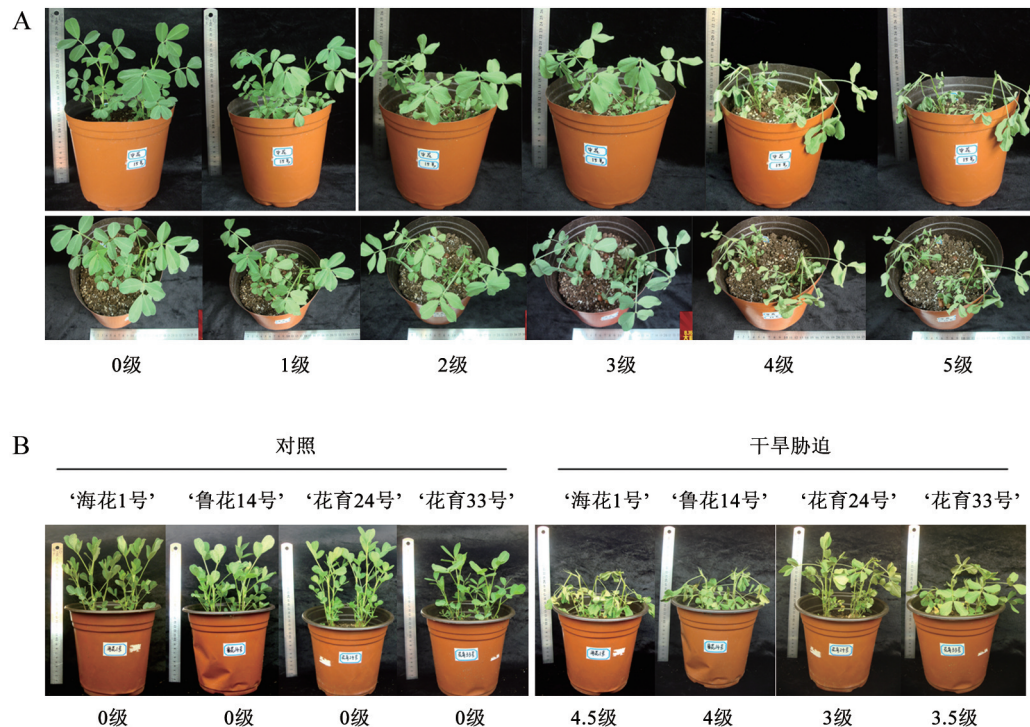 A
0级 1级 2级 3级 4级 5级
B
对照 干旱胁迫
‘海花1号’ ‘鲁花14号’ ‘花育24号’ ‘花育33号’ ‘海花1号’ ‘鲁花14号’ ‘花育24号’ ‘花育33号’
0级 0级 0级 0级 4.5级 4级 3级 3.5级